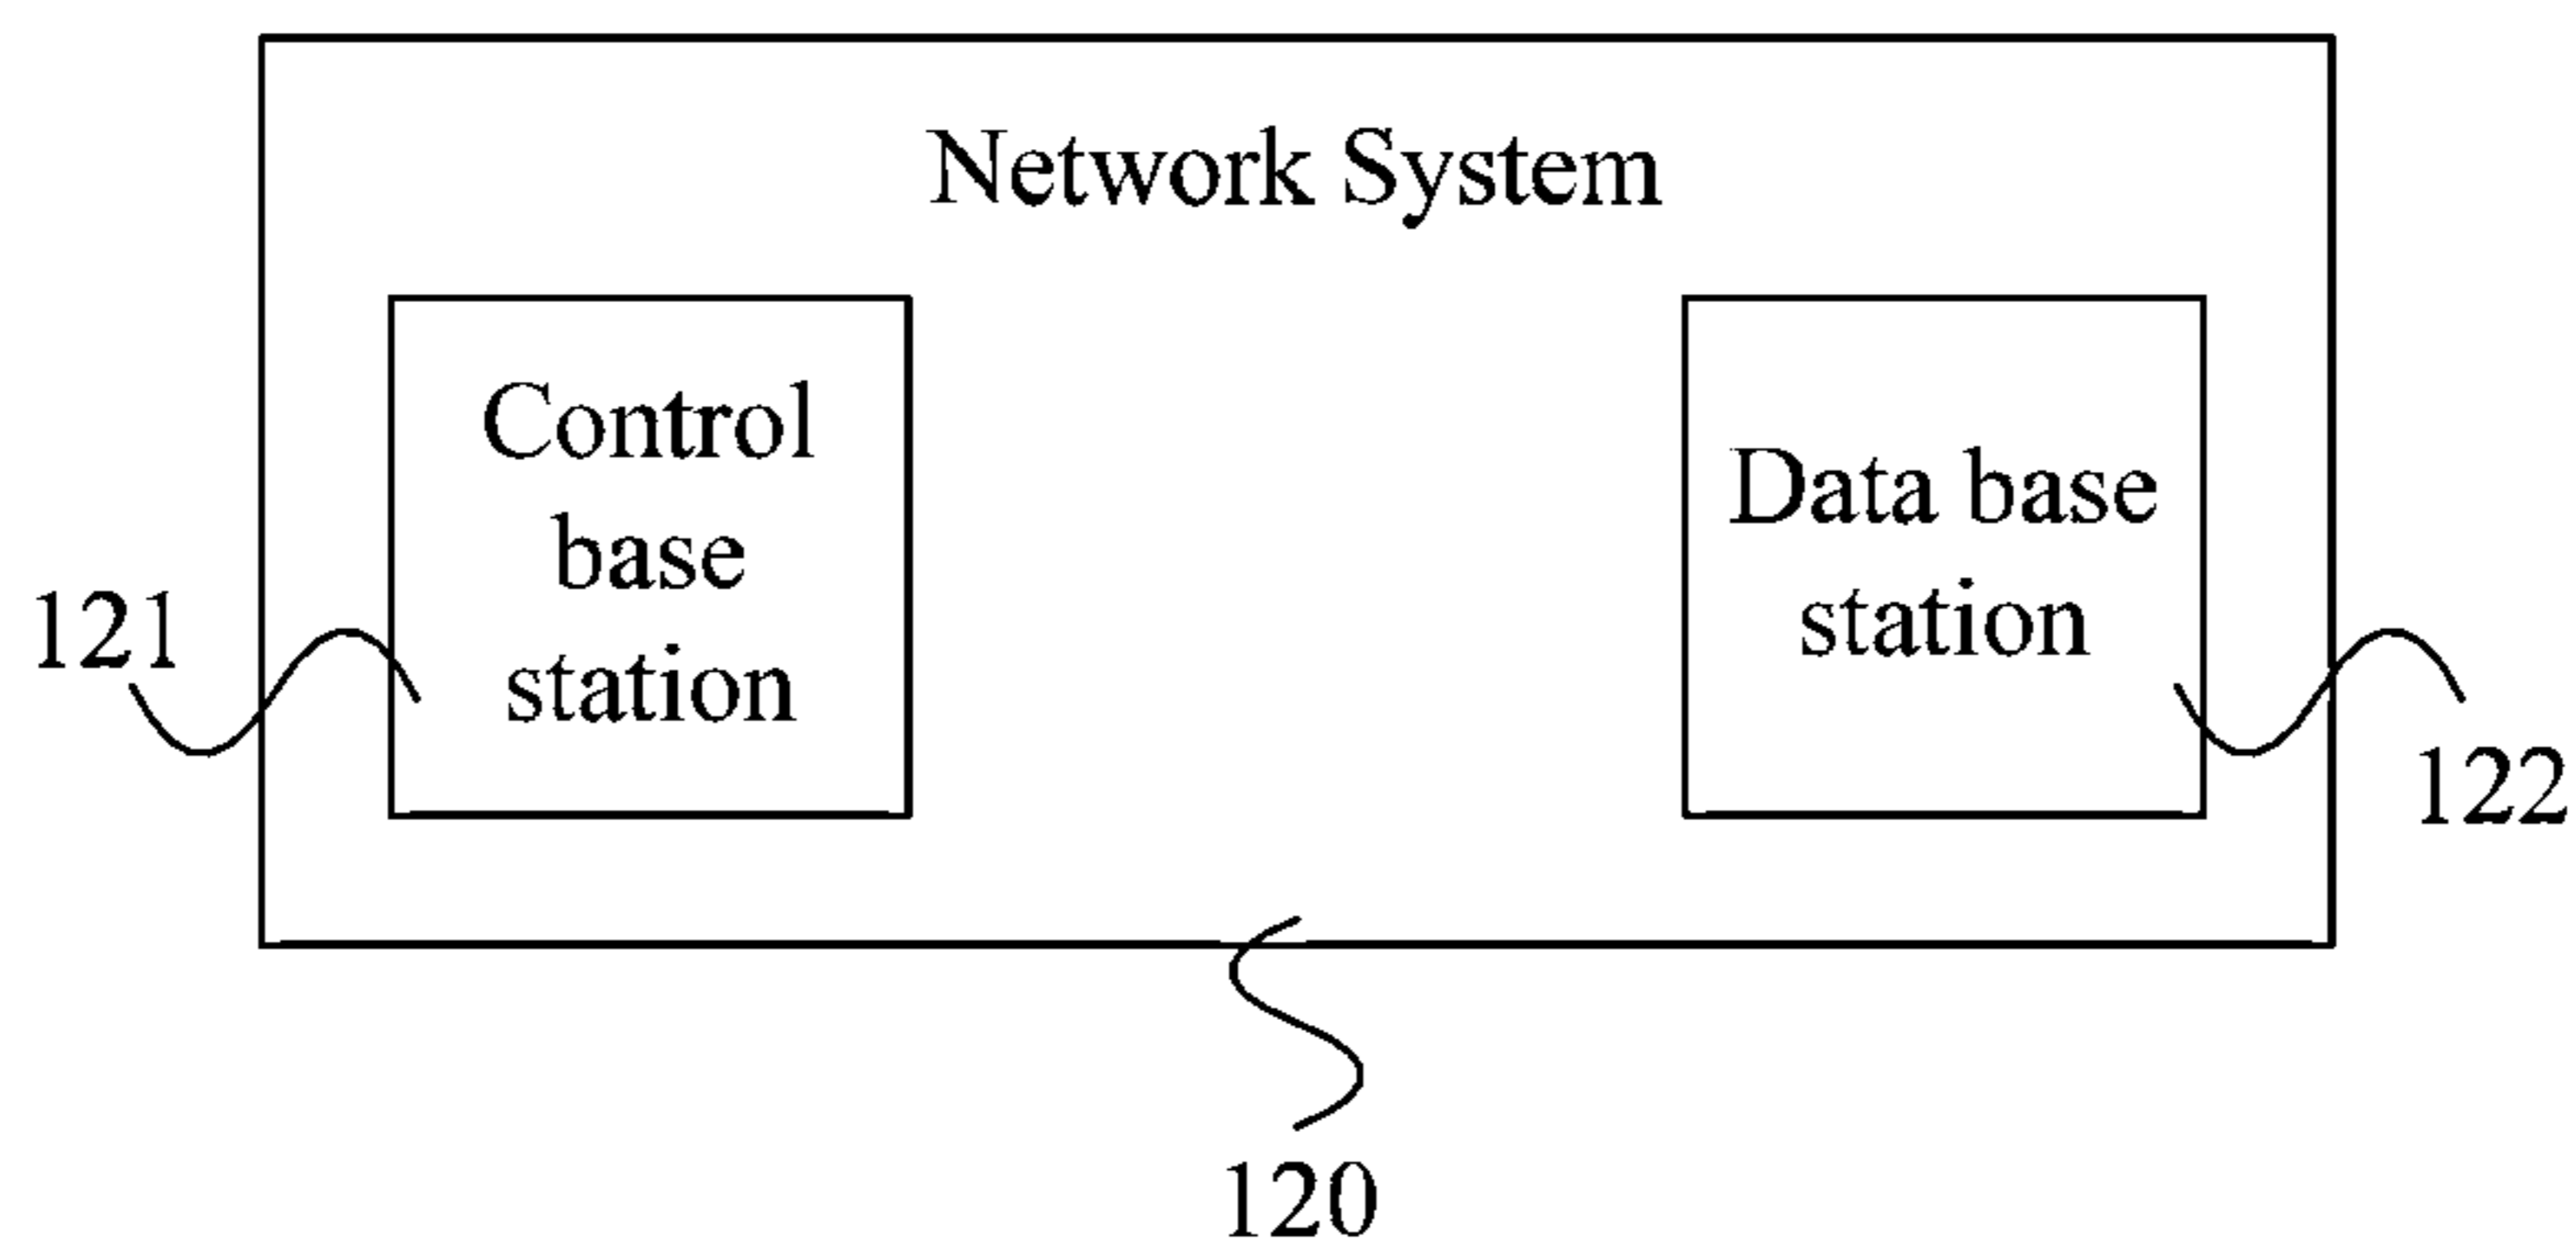 Network System
Control
base
station
Data base
station
121
122
120